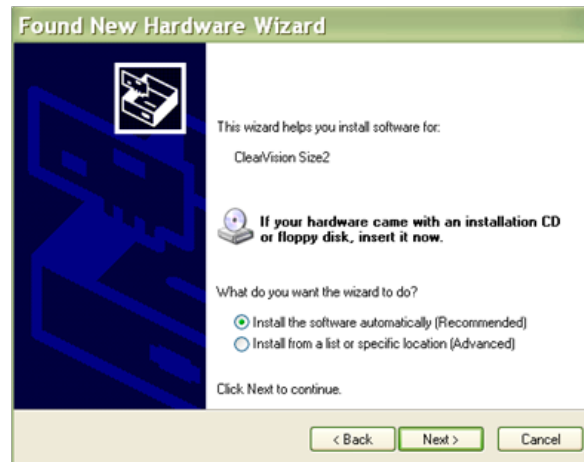 Found New Hardware Wizard
This wizard helps you install software for:
ClearVision Size2
If your hardware came with an installation CD
or floppy disk, insert it now.
What do you want the wizard to do?
Install the software automatically (Recommended)
Install from a list or specific location (Advanced)
Click Next to continue.
< Back Next > Cancel